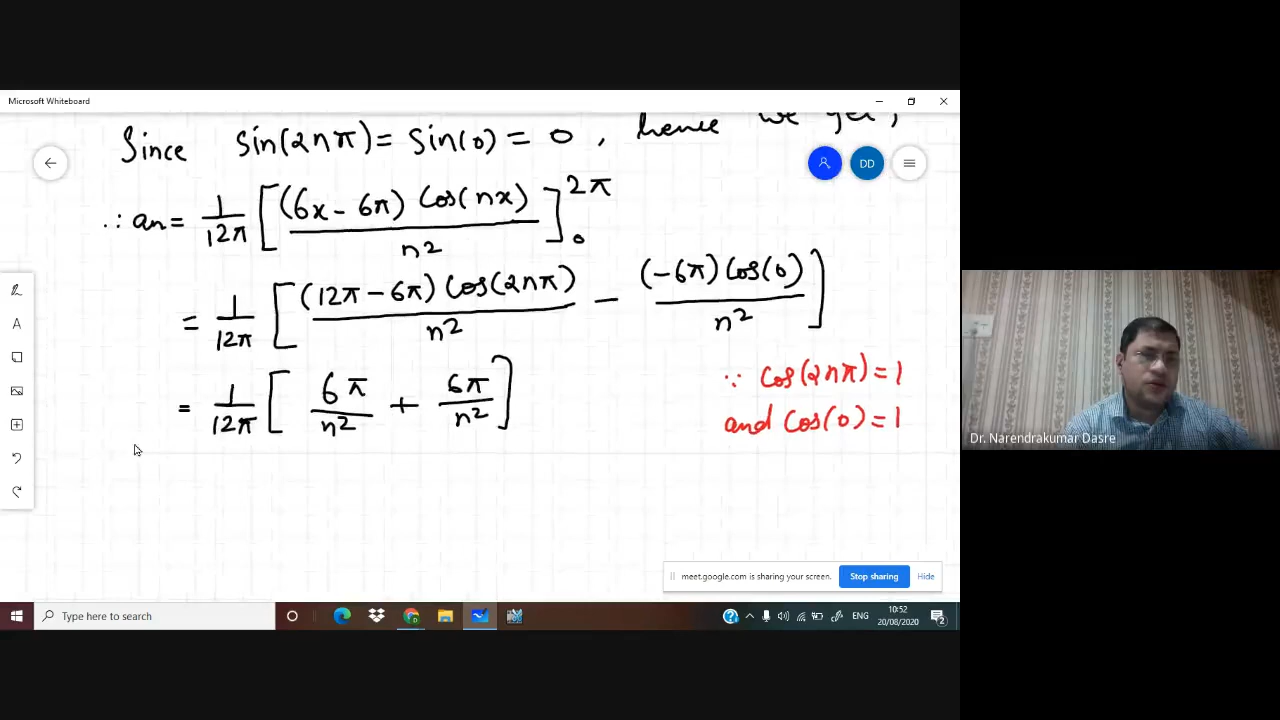 Microsoft Whiteboard
Since sin(2nπ) = sin(0) = 0, hence we get,
∴ an = 1/12π [ (6x - 6π) cos(nx) / n² ]₀^2π
= 1/12π [ (12π - 6π) cos(2nπ) / n² - (-6π) cos(0) / n² ]
= 1/12π [ 6π/n² + 6π/n² ]
∵ cos(2nπ) = 1
and cos(0) = 1
DD
A
Dr. Narendrakumar Dasre
meet.google.com is sharing your screen. Stop sharing Hide
Type here to search
ENG
10:52
20/08/2020
2